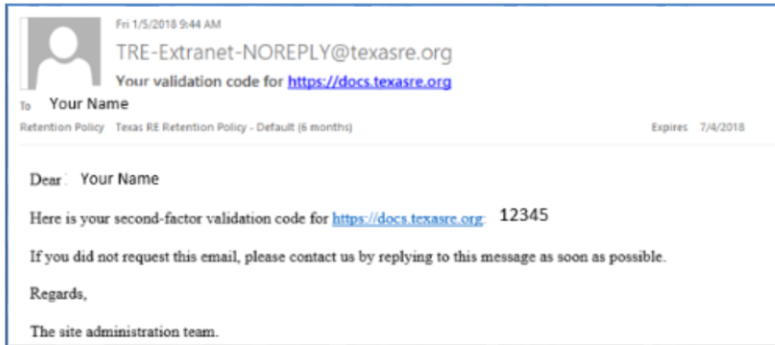 Fri 1/5/2018 9:44 AM
TRE-Extranet-NOREPLY@texasre.org
Your validation code for https://docs.texasre.org
To Your Name
Retention Policy Texas RE Retention Policy - Default (6 months) Expires 7/4/2018
Dear Your Name
Here is your second-factor validation code for https://docs.texasre.org: 12345
If you did not request this email, please contact us by replying to this message as soon as possible.
Regards,
The site administration team.